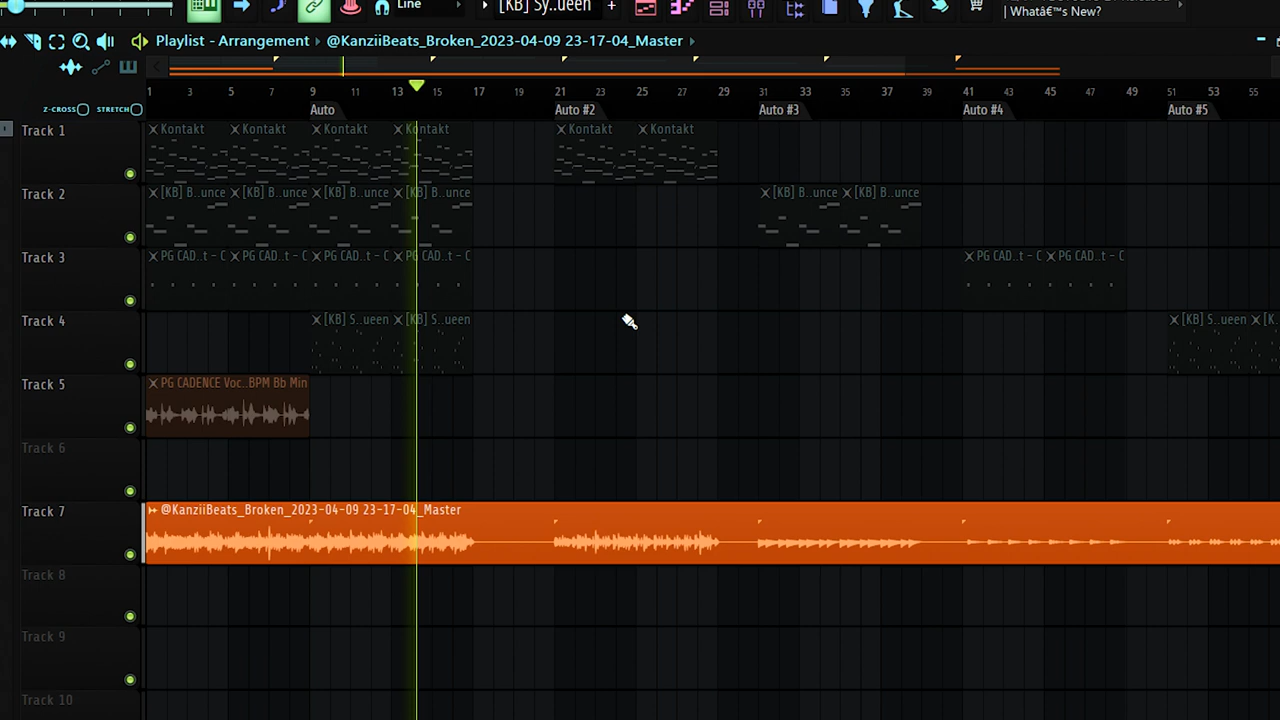 Line
[KB] Sy..ueen
| Whatâ€™s New?
Playlist - Arrangement › @KanziiBeats_Broken_2023-04-09 23-17-04_Master ›
1 3 5 7 9 11 13 15 17 19 21 23 25 27 29 31 33 35 37 39 41 43 45 47 49 51 53 55
Z-CROSS STRETCH
Auto Auto #2 Auto #3 Auto #4 Auto #5
Track 1
Kontakt Kontakt Kontakt Kontakt Kontakt Kontakt
Track 2
[KB] B..unce [KB] B..unce [KB] B..unce [KB] B..unce [KB] B..unce [KB] B..unce
Track 3
PG CAD..t - C PG CAD..t - C PG CAD..t - C PG CAD..t - C PG CAD..t - C PG CAD..t - C
Track 4
[KB] S..ueen [KB] S..ueen [KB] S..ueen [K..
Track 5
PG CADENCE Voc..BPM Bb Min
Track 6
Track 7
@KanziiBeats_Broken_2023-04-09 23-17-04_Master
Track 8
Track 9
Track 10